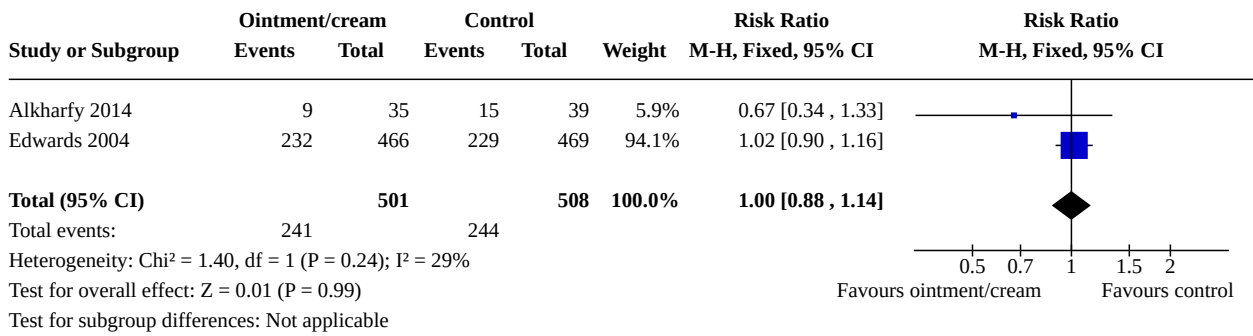 Ointment/cream Control Risk Ratio Risk Ratio
Study or Subgroup Events Total Events Total Weight M-H, Fixed, 95% CI M-H, Fixed, 95% CI
Alkharfy 2014 9 35 15 39 5.9% 0.67 [0.34 , 1.33]
Edwards 2004 232 466 229 469 94.1% 1.02 [0.90 , 1.16]
Total (95% CI) 501 508 100.0% 1.00 [0.88 , 1.14]
Total events: 241 244
Heterogeneity: Chi² = 1.40, df = 1 (P = 0.24); I² = 29%
0.5 0.7 1 1.5 2
Test for overall effect: Z = 0.01 (P = 0.99)
Favours ointment/cream Favours control
Test for subgroup differences: Not applicable